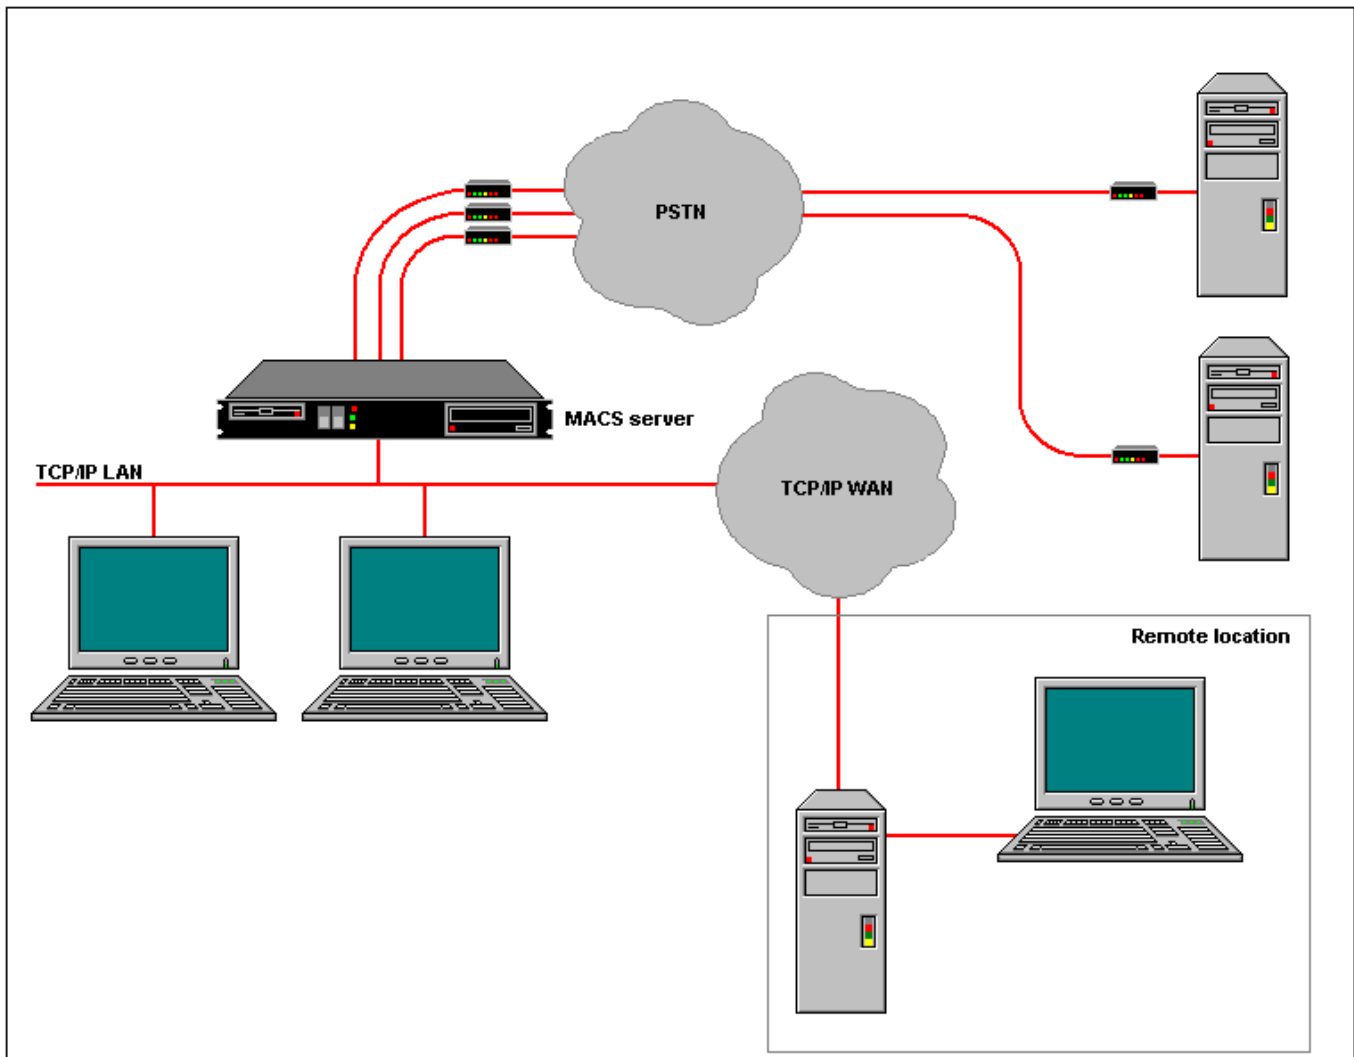 PSTN
MACS server
TCP/IP LAN
TCP/IP WAN
Remote location